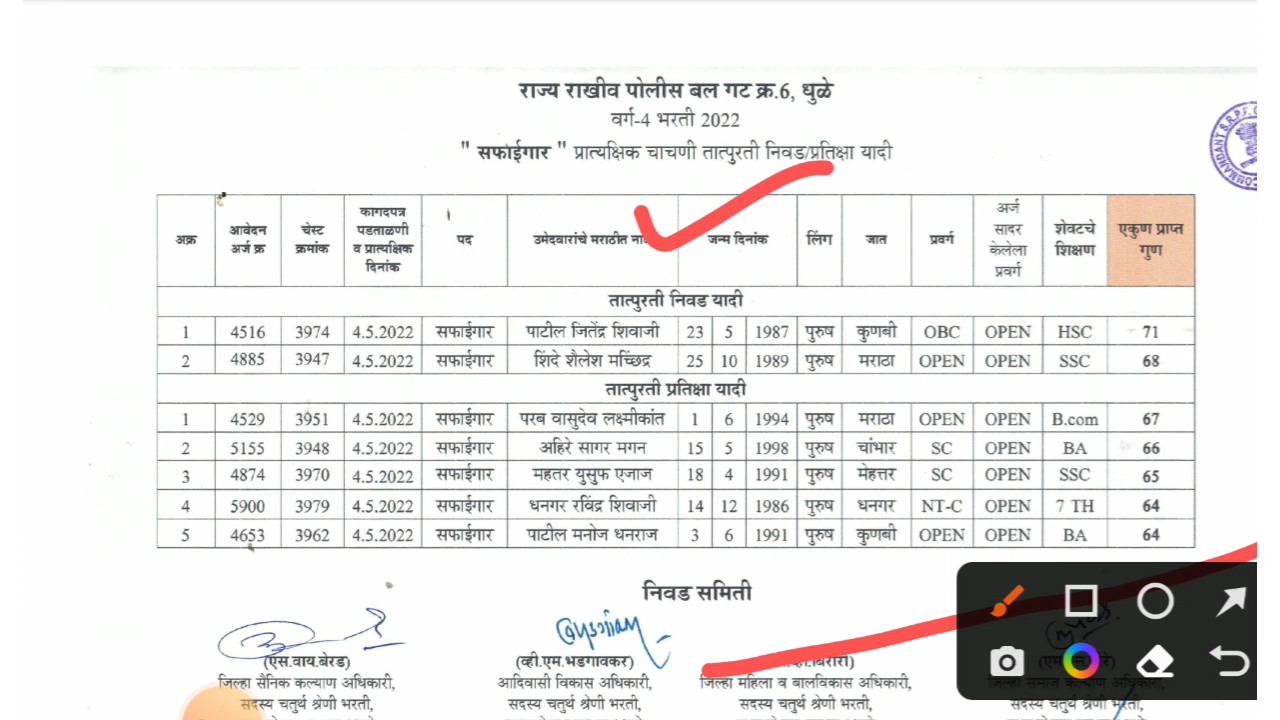 राज्य राखीव पोलीस बल गट क्र.6, धुळे
वर्ग-4 भरती 2022
" सफाईगार " प्रात्यक्षिक चाचणी तात्पुरती निवड/प्रतिक्षा यादी
COMMANDANT S.R.P.F.
अक्र आवेदन अर्ज क्र चेस्ट क्रमांक कागदपत्र पडताळणी व प्रात्यक्षिक दिनांक पद उमेदवारांचे मराठीत जन्म दिनांक लिंग जात प्रवर्ग अर्ज सादर केलेला प्रवर्ग शेवटचे शिक्षण एकुण प्राप्त गुण
तात्पुरती निवड यादी
1 4516 3974 4.5.2022 सफाईगार पाटील जितेंद्र शिवाजी 23 5 1987 पुरुष कुणबी OBC OPEN HSC 71
2 4885 3947 4.5.2022 सफाईगार शिंदे शैलेश मच्छिंद्र 25 10 1989 पुरुष मराठा OPEN OPEN SSC 68
तात्पुरती प्रतिक्षा यादी
1 4529 3951 4.5.2022 सफाईगार परब वासुदेव लक्ष्मीकांत 1 6 1994 पुरुष मराठा OPEN OPEN B.com 67
2 5155 3948 4.5.2022 सफाईगार अहिरे सागर मगन 15 5 1998 पुरुष चांभार SC OPEN BA 66
3 4874 3970 4.5.2022 सफाईगार महतर युसुफ एजाज 18 4 1991 पुरुष मेहत्तर SC OPEN SSC 65
4 5900 3979 4.5.2022 सफाईगार धनगर रविंद्र शिवाजी 14 12 1986 पुरुष धनगर NT-C OPEN 7 TH 64
5 4653 3962 4.5.2022 सफाईगार पाटील मनोज धनराज 3 6 1991 पुरुष कुणबी OPEN OPEN BA 64
निवड समिती
(एस.वाय.बेरड) (व्ही.एम.भडगावकर)
जिल्हा सैनिक कल्याण अधिकारी, आदिवासी विकास अधिकारी, जिल्हा महिला व बालविकास अधिकारी, जिल्हा समाज कल्याण अधिकारी,
सदस्य चतुर्थ श्रेणी भरती, सदस्य चतुर्थ श्रेणी भरती, सदस्य चतुर्थ श्रेणी भरती, सदस्य चतुर्थ श्रेणी भरती,